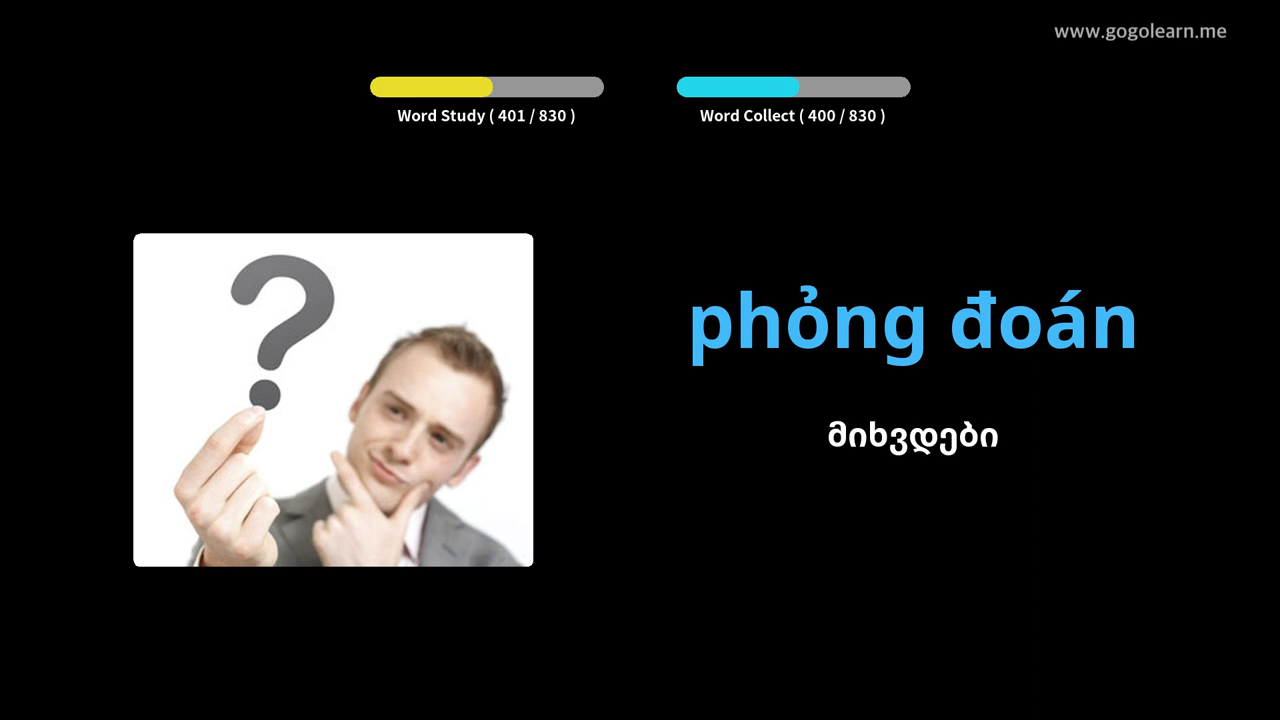 www.gogolearn.me
Word Study ( 401 / 830 )
Word Collect ( 400 / 830 )
phỏng đoán
მიხვდები